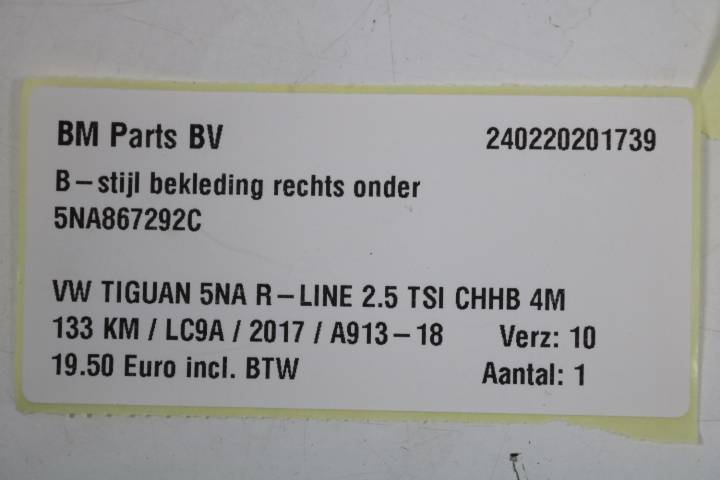 BM Parts BV 240220201739
B-stijl bekleding rechts onder
5NA867292C
VW TIGUAN 5NA R-LINE 2.5 TSI CHHB 4M
133 KM / LC9A / 2017 / A913-18 Verz: 10
19.50 Euro incl. BTW Aantal: 1